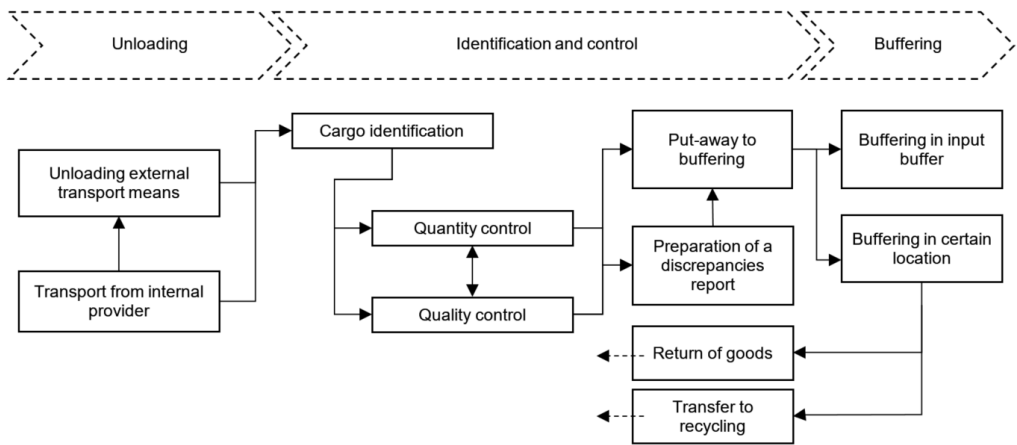 Unloading
Identification and control
Buffering
Unloading external
transport means
Transport from internal
provider
Cargo identification
Quantity control
Quality control
Put-away to
buffering
Preparation of a
discrepancies
report
Return of goods
Transfer to
recycling
Buffering in input
buffer
Buffering in certain
location